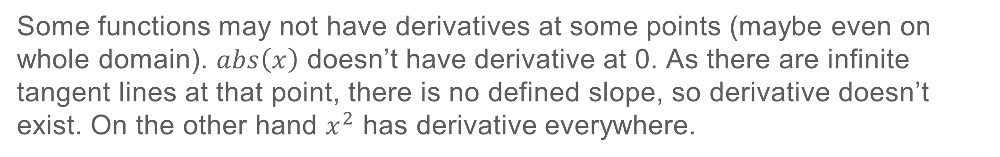 Some functions may not have derivatives at some points (maybe even on
whole domain). abs(x) doesn’t have derivative at 0. As there are infinite
tangent lines at that point, there is no defined slope, so derivative doesn’t
exist. On the other hand x² has derivative everywhere.